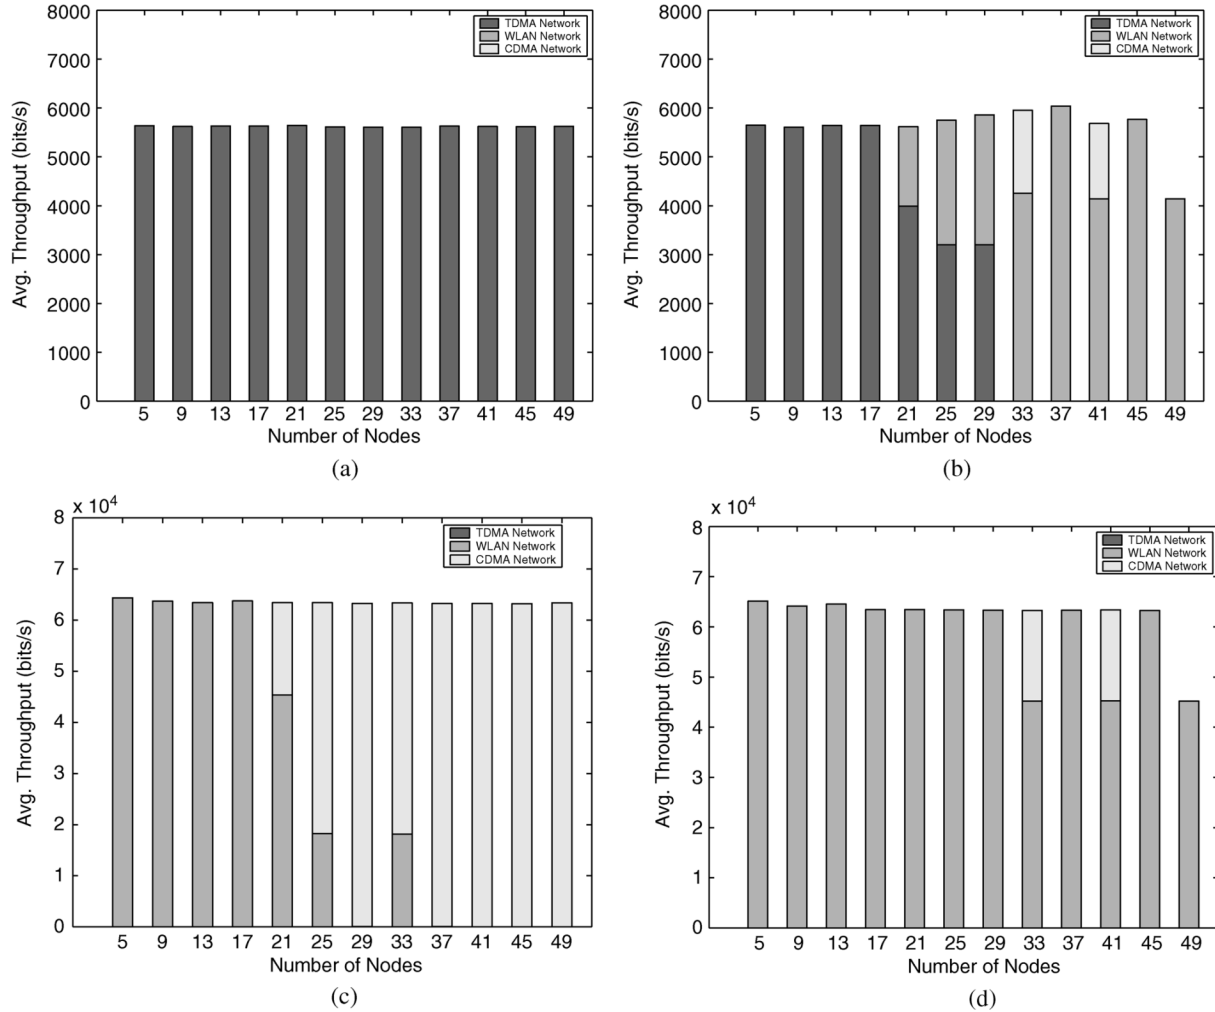 8000
7000
6000
5000
4000
3000
2000
1000
0
Avg. Throughput (bits/s)
TDMA Network
WLAN Network
CDMA Network
5 9 13 17 21 25 29 33 37 41 45 49
Number of Nodes
(a)
8000
7000
6000
5000
4000
3000
2000
1000
0
Avg. Throughput (bits/s)
TDMA Network
WLAN Network
CDMA Network
5 9 13 17 21 25 29 33 37 41 45 49
Number of Nodes
(b)
x 10⁴
8
7
6
5
4
3
2
1
0
Avg. Throughput (bits/s)
TDMA Network
WLAN Network
CDMA Network
5 9 13 17 21 25 29 33 37 41 45 49
Number of Nodes
(c)
x 10⁴
8
7
6
5
4
3
2
1
0
Avg. Throughput (bits/s)
TDMA Network
WLAN Network
CDMA Network
5 9 13 17 21 25 29 33 37 41 45 49
Number of Nodes
(d)